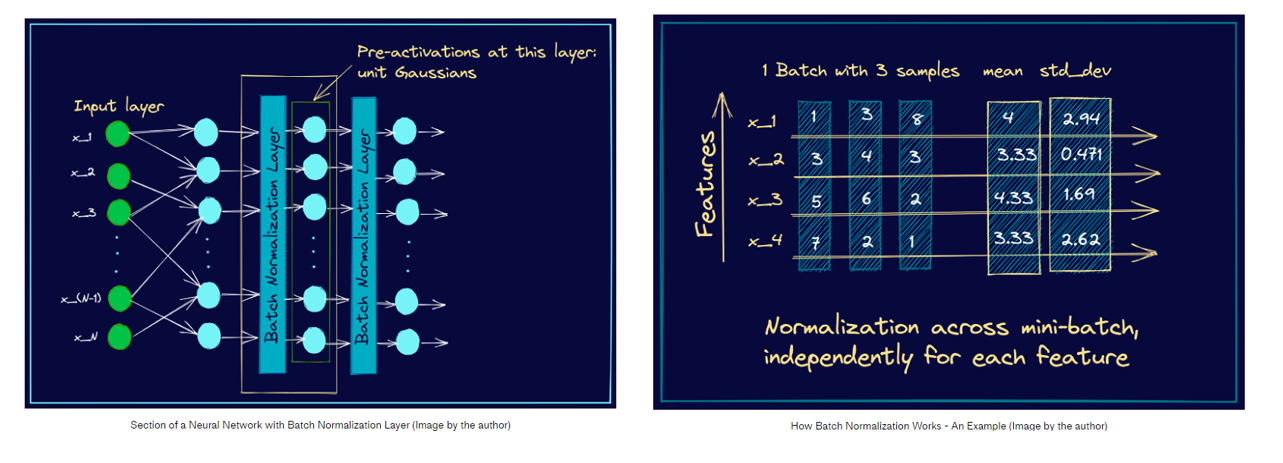 Pre-activations at this layer:
unit Gaussians
Input layer
x_1
x_2
x_3
x_(N-1)
x_N
Batch Normalization Layer
Batch Normalization Layer
Section of a Neural Network with Batch Normalization Layer (Image by the author)
1 Batch with 3 samples mean std_dev
Features
x_1 1 3 8 4 2.94
x_2 3 4 3 3.33 0.471
x_3 5 6 2 4.33 1.69
x_4 7 2 1 3.33 2.62
Normalization across mini-batch,
independently for each feature
How Batch Normalization Works - An Example (Image by the author)